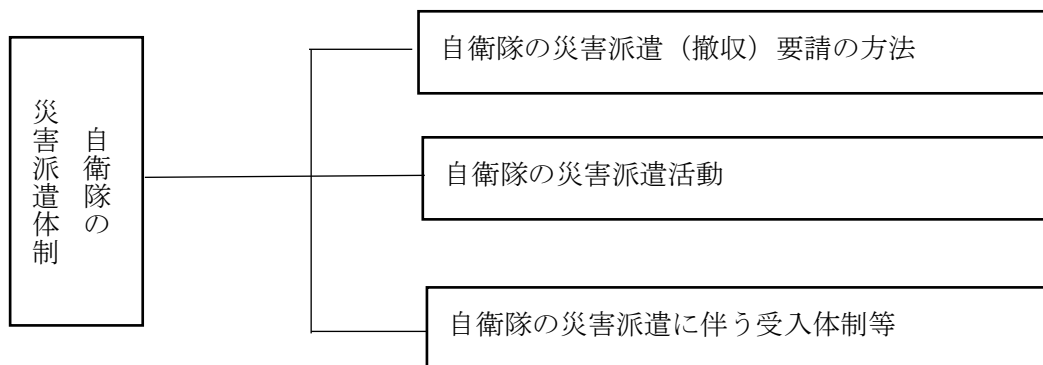 自衛隊の
災害派遣体制
自衛隊の災害派遣（撤収）要請の方法
自衛隊の災害派遣活動
自衛隊の災害派遣に伴う受入体制等